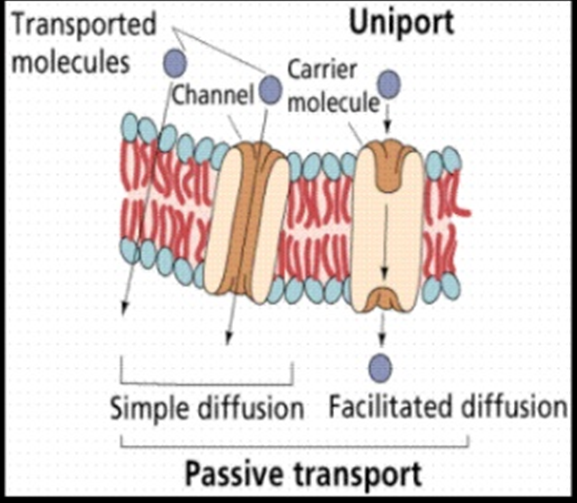 Transported
molecules
Uniport
Channel
Carrier
molecule
Simple diffusion
Facilitated diffusion
Passive transport